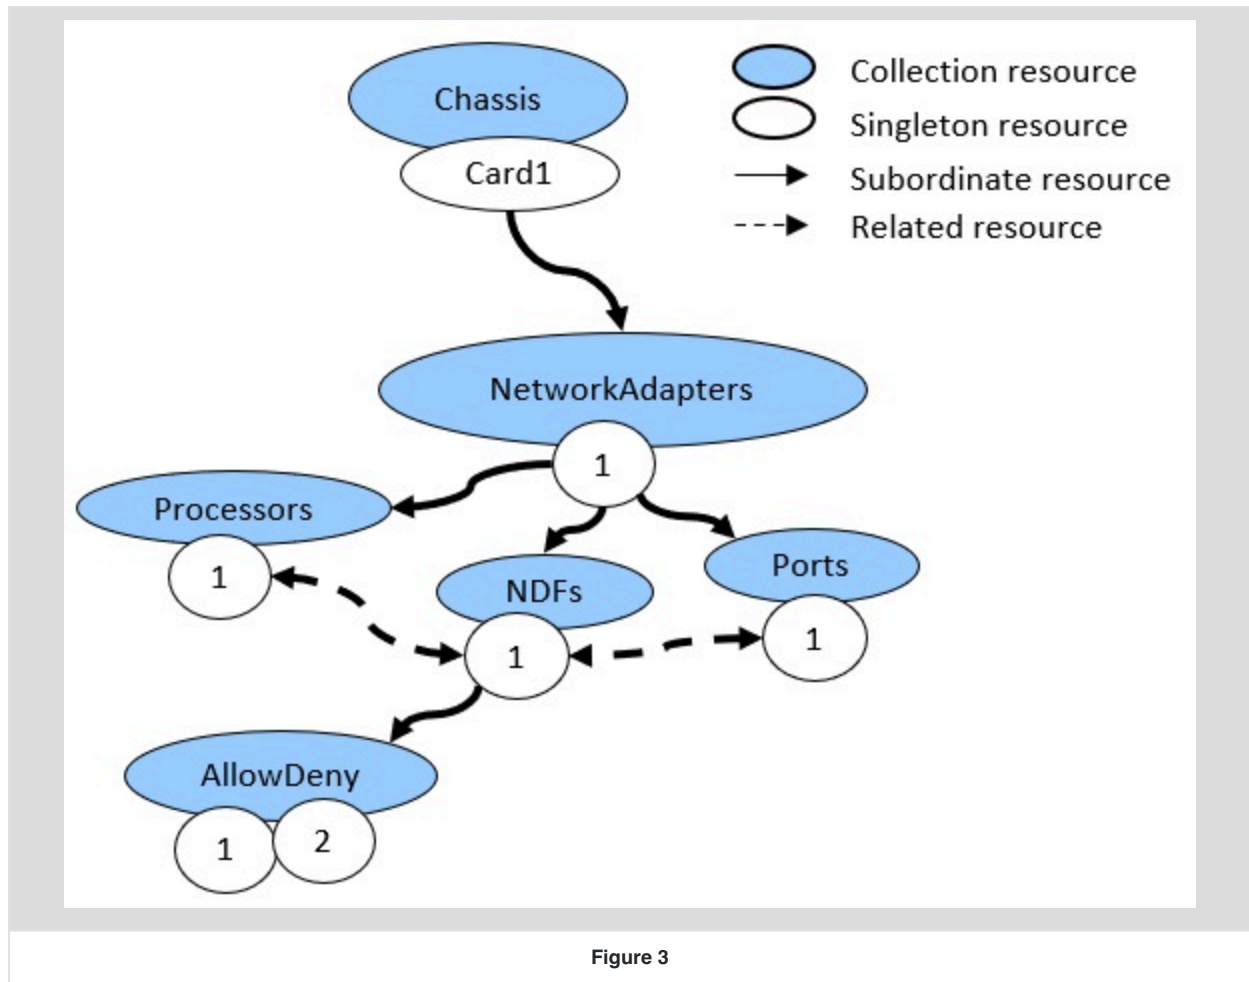 Chassis
Card1
Collection resource
Singleton resource
Subordinate resource
Related resource
NetworkAdapters
1
Processors
1
NDFs
1
Ports
1
AllowDeny
1
2
Figure 3